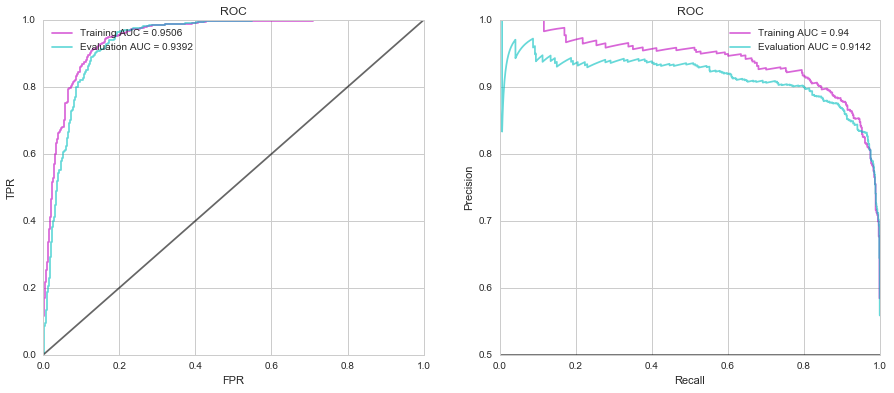 ROC
Training AUC = 0.9506
Evaluation AUC = 0.9392
1.0
0.8
0.6
0.4
0.2
0.0
TPR
0.0 0.2 0.4 0.6 0.8 1.0
FPR
ROC
Training AUC = 0.94
Evaluation AUC = 0.9142
1.0
0.9
0.8
0.7
0.6
0.5
Precision
0.0 0.2 0.4 0.6 0.8 1.0
Recall